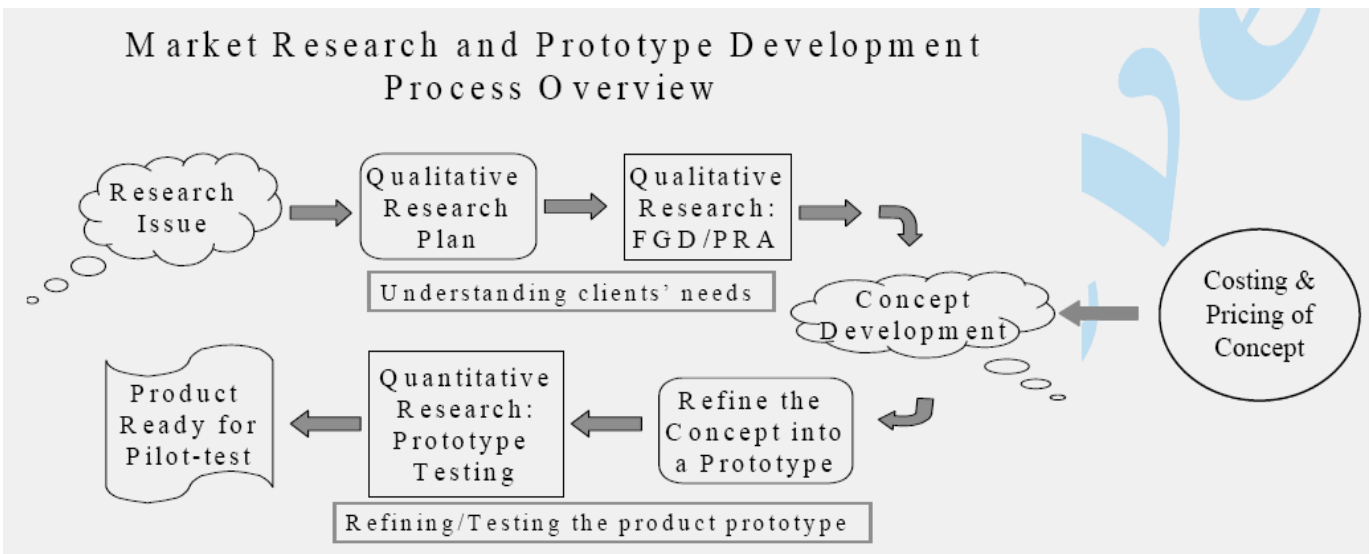 Market Research and Prototype Development
Process Overview
Research
Issue
Qualitative
Research
Plan
Qualitative
Research:
FGD/PRA
Understanding clients' needs
Concept
Development
Costing &
Pricing of
Concept
Product
Ready for
Pilot-test
Quantitative
Research:
Prototype
Testing
Refine the
Concept into
a Prototype
Refining/Testing the product prototype